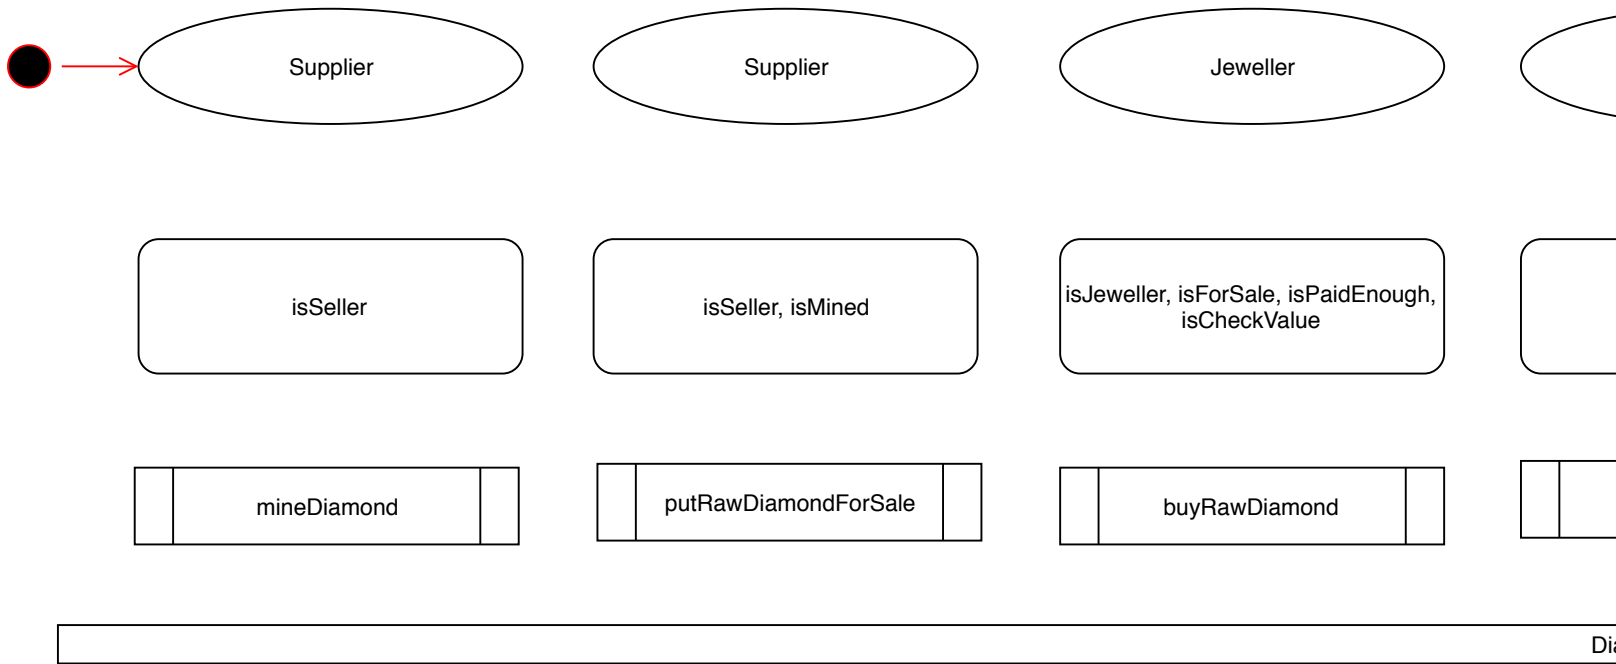 Supplier
Supplier
Jeweller
isSeller
isSeller, isMined
isJeweller, isForSale, isPaidEnough,
isCheckValue
mineDiamond
putRawDiamondForSale
buyRawDiamond